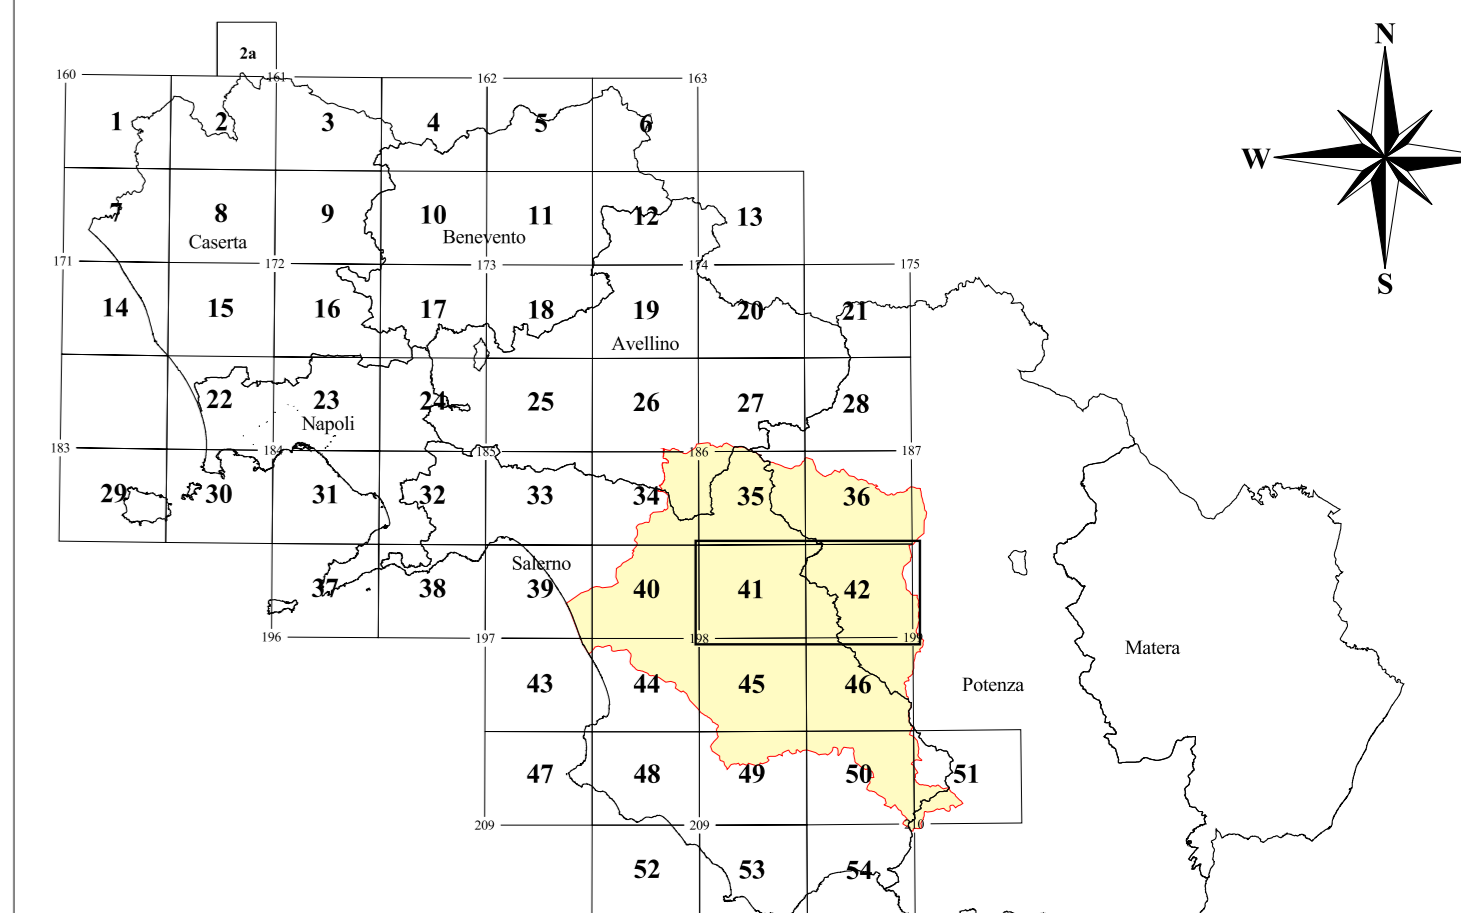 N
2a
160 161 162 163
1 2 3 4 5 6
W
7 8 9 10 11 12 13
Caserta Benevento
171 172 173 174 175
S
14 15 16 17 18 19 20 21
Avellino
22 23 24 25 26 27 28
Napoli
183 184 185 186 187
29 30 31 32 33 34 35 36
Salerno
37 38 39 40 41 42
196 197 198 199
Matera
43 44 45 46 Potenza
47 48 49 50 51
209 209 210
52 53 54